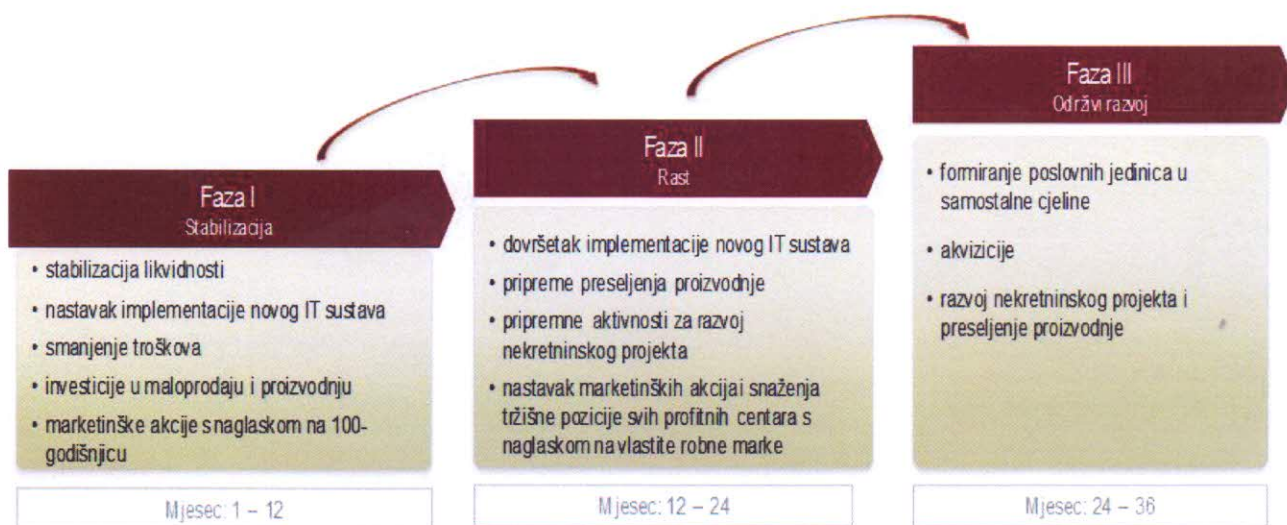 Faza I
Stabilizacija
• stabilizacija likvidnosti
• nastavak implementacije novog IT sustava
• smanjenje troškova
• investicije u maloprodaju i proizvodnju
• marketinške akcije s naglaskom na 100-
godišnjicu
Mjesec: 1 – 12
Faza II
Rast
• dovršetak implementacije novog IT sustava
• pripreme preseljenja proizvodnje
• pripremne aktivnosti za razvoj
nekretninskog projekta
• nastavak marketinških akcija i snaženja
tržišne pozicije svih profitnih centara s
naglaskom na vlastite robne marke
Mjesec: 12 – 24
Faza III
Održivi razvoj
• formiranje poslovnih jedinica u
samostalne cjeline
• akvizicije
• razvoj nekretninskog projekta i
preseljenje proizvodnje
Mjesec: 24 – 36